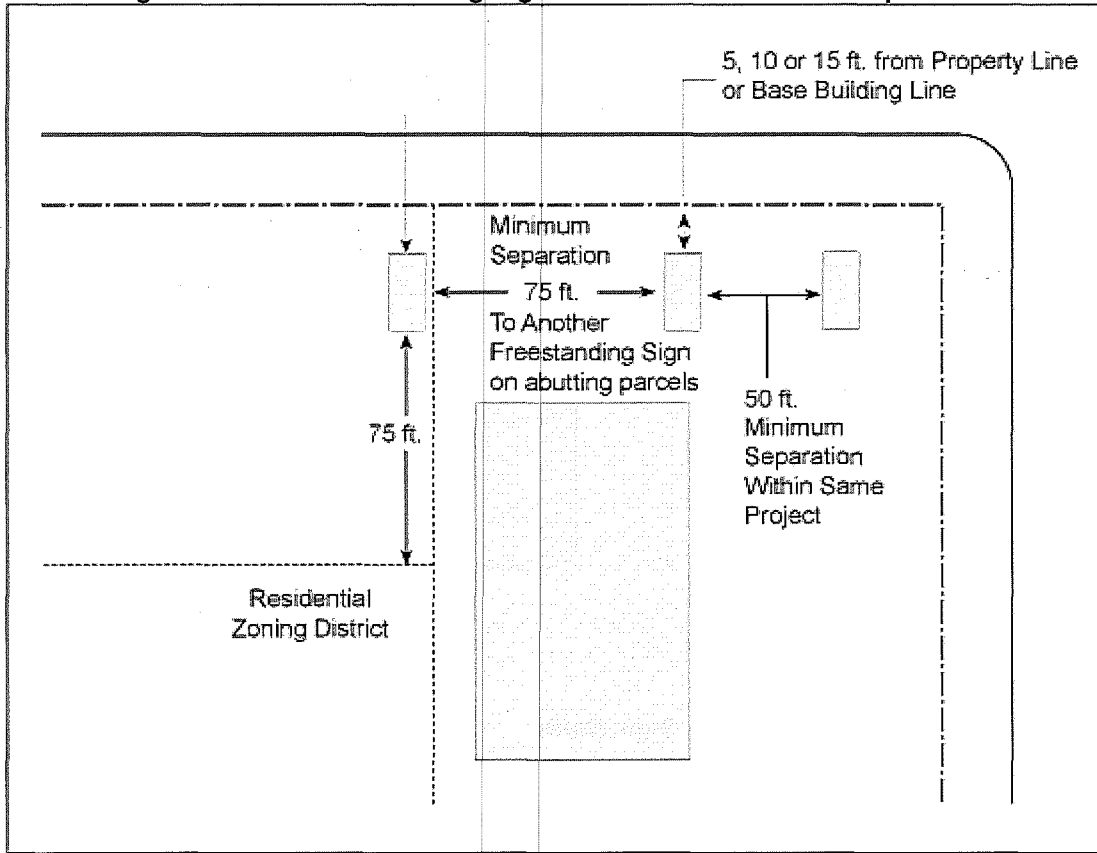 5, 10 or 15 ft. from Property Line
or Base Building Line
Minimum
Separation
75 ft.
To Another
Freestanding Sign
on abutting parcels
75 ft.
50 ft.
Minimum
Separation
Within Same
Project
Residential
Zoning District